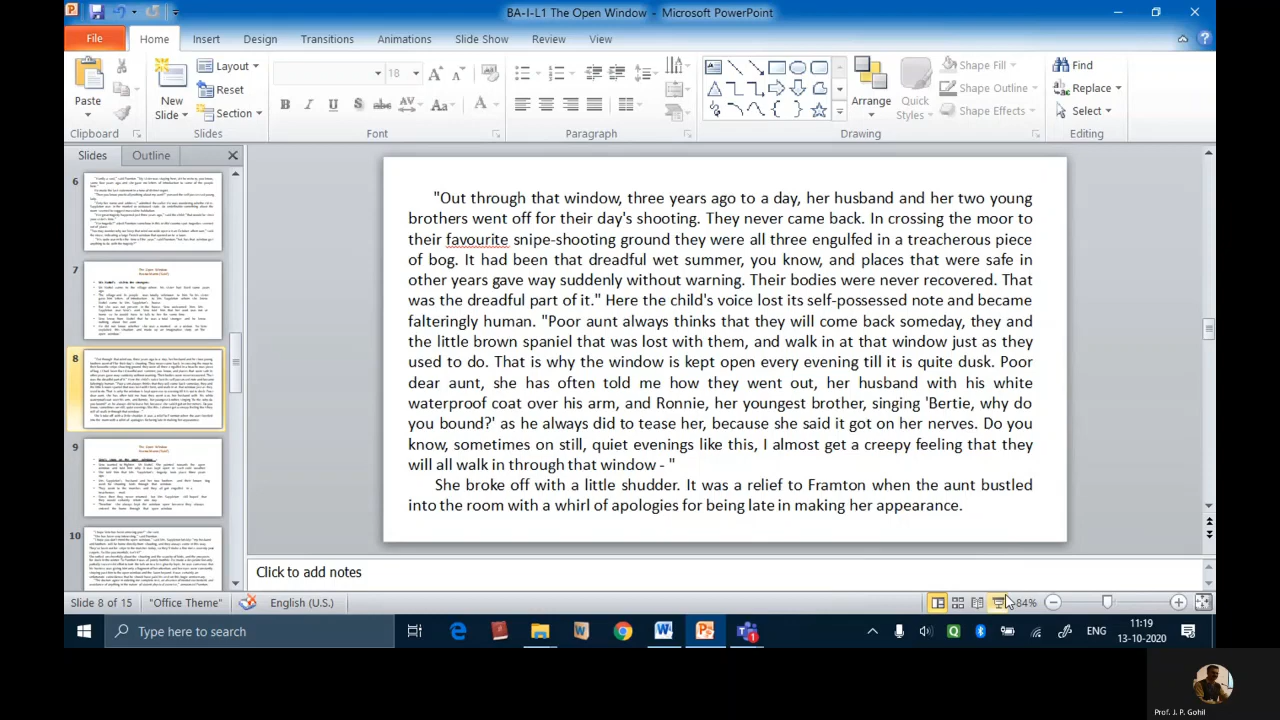 BA-I-L1 The Open Window - Microsoft PowerPoint
File Home Insert Design Transitions Animations Slide Show Review View
Paste
New Slide
Layout
Reset
Section
18
Arrange
Quick Styles
Shape Fill
Shape Outline
Shape Effects
Find
Replace
Select
Clipboard Slides Font Paragraph Drawing Editing
Slides Outline
6
7
8
9
10
"Out through that window, three years ago to a day, her husband and her two young
brothers went off for their day's shooting. They never came back. In crossing the moor to
their favourite snipe-shooting ground they were all three engulfed in a treacherous piece
of bog. It had been that dreadful wet summer, you know, and places that were safe in
other years gave way suddenly without warning. Their bodies were never recovered. That
was the dreadful part of it." Here the child's voice lost its self-possessed note and became
falteringly human. "Poor aunt always thinks that they will come back someday, they and
the little brown spaniel that was lost with them, and walk in at that window just as they
used to do. That is why the window is kept open every evening till it is quite dusk. Poor
dear aunt, she has often told me how they went out, her husband with his white
waterproof coat over his arm, and Ronnie, her youngest brother, singing 'Bertie, why do
you bound?' as he always did to tease her, because she said it got on her nerves. Do you
know, sometimes on still, quiet evenings like this, I almost get a creepy feeling that they
will all walk in through that window - "
She broke off with a little shudder. It was a relief to Framton when the aunt bustled
into the room with a whirl of apologies for being late in making her appearance.
Click to add notes
Slide 8 of 15 "Office Theme" English (U.S.) 84%
Type here to search
ENG
11:19
13-10-2020
Prof. J. P. Gohil